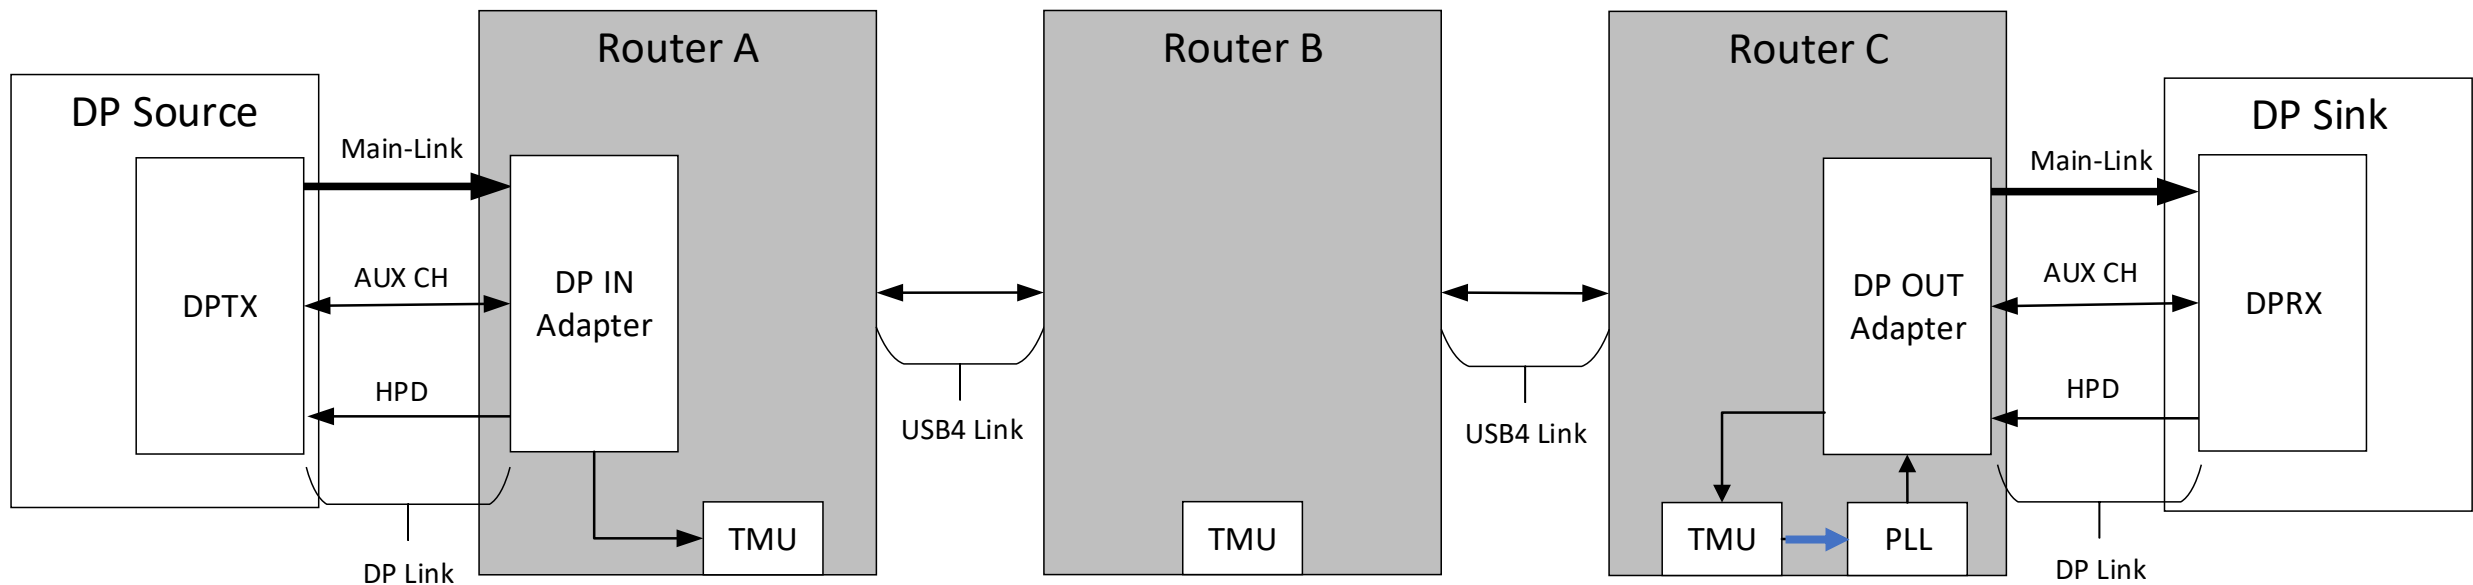 Router A
Router B
Router C
DP Source
DP Sink
Main-Link
Main-Link
AUX CH
AUX CH
DPTX
DP IN
Adapter
DP OUT
Adapter
DPRX
HPD
HPD
USB4 Link
USB4 Link
TMU
TMU
TMU
PLL
DP Link
DP Link